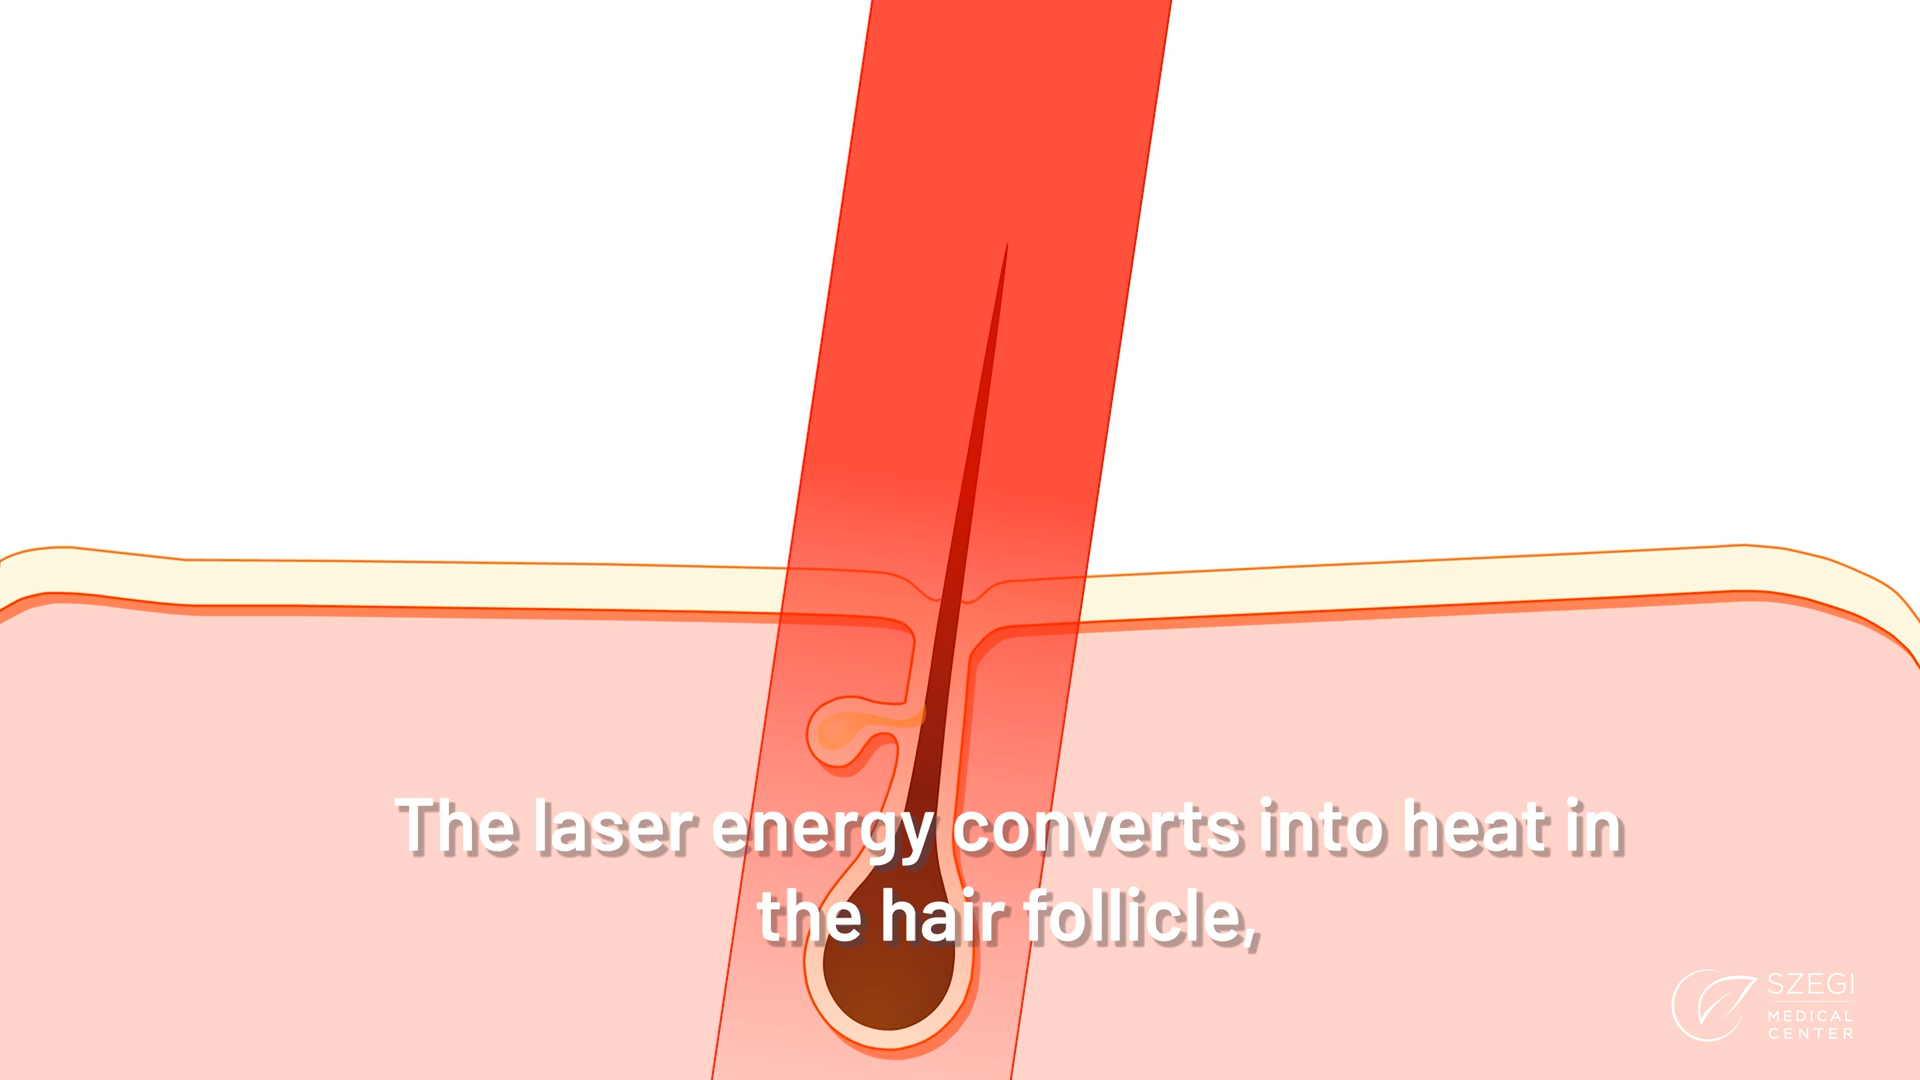 The laser energy converts into heat in
the hair follicle,
SZEGI
MEDICAL
CENTER